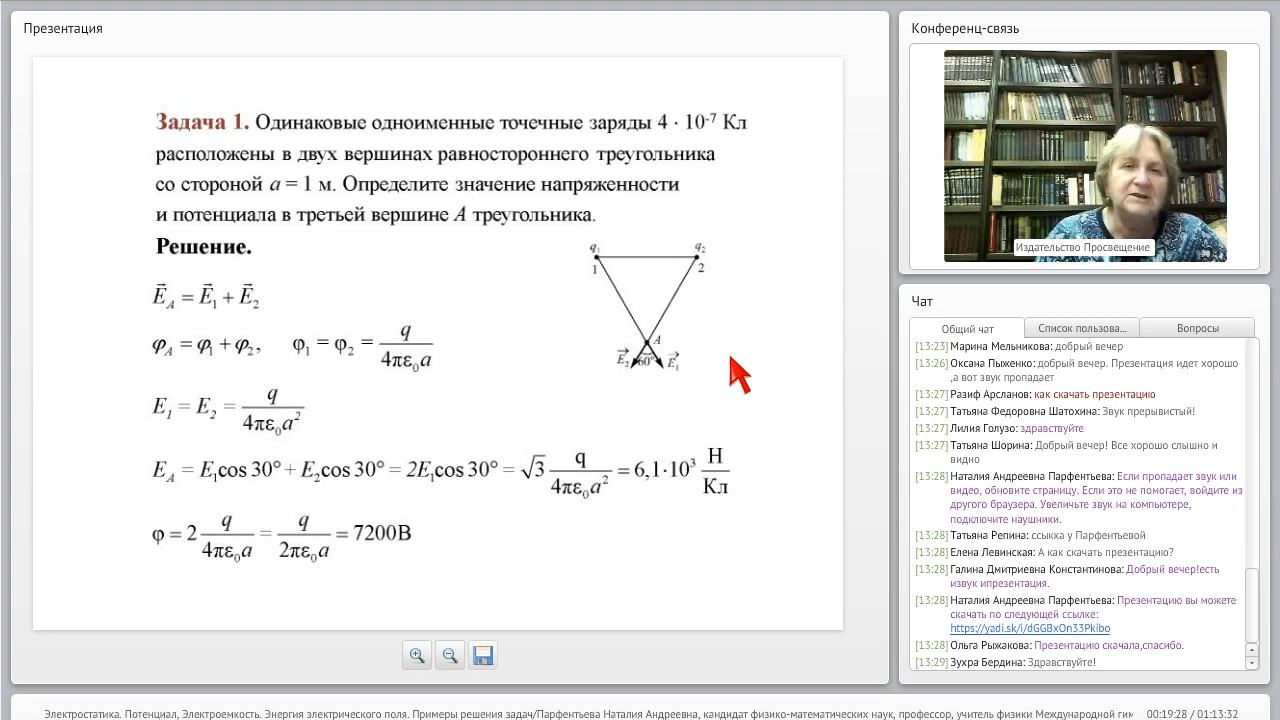 Презентация
Задача 1. Одинаковые одноименные точечные заряды 4 · 10⁻⁷ Кл
расположены в двух вершинах равностороннего треугольника
со стороной a = 1 м. Определите значение напряженности
и потенциала в третьей вершине A треугольника.
Решение.
q₁ q₂
1 2
A
E⃗₂ 60° E⃗₁
E⃗_A = E⃗₁ + E⃗₂
φ_A = φ₁ + φ₂, φ₁ = φ₂ = q / 4πε₀a
E₁ = E₂ = q / 4πε₀a²
E_A = E₁cos 30° + E₂cos 30° = 2E₁cos 30° = √3 q / 4πε₀a² = 6,1·10³ Н / Кл
φ = 2 q / 4πε₀a = q / 2πε₀a = 7200В
Конференц-связь
Издательство Просвещение
Чат
Общий чат Список пользова... Вопросы
[13:23] Марина Мельникова: добрый вечер
[13:26] Оксана Пыженко: добрый вечер. Презентация идет хорошо
,а вот звук пропадает
[13:27] Разиф Арсланов: как скачать презентацию
[13:27] Татьяна Федоровна Шатохина: Звук прерывистый!
[13:27] Лилия Голузо: здравствуйте
[13:27] Татьяна Шорина: Добрый вечер! Все хорошо слышно и
видно
[13:28] Наталия Андреевна Парфентьева: Если пропадает звук или
видео, обновите страницу. Если это не помогает, войдите из
другого браузера. Увеличьте звук на компьютере,
подключите наушники.
[13:28] Татьяна Репина: ссыкка у Парфентьевой
[13:28] Елена Левинская: А как скачать презентацию?
[13:28] Галина Дмитриевна Константинова: Добрый вечер!есть
извук ипрезентация.
[13:28] Наталия Андреевна Парфентьева: Презентацию вы можете
скачать по следующей ссылке:
https://yadi.sk/i/dGGBxOn33Pkibo
[13:28] Ольга Рыжакова: Презентацию скачала,спасибо.
[13:29] Зухра Бердина: Здравствуйте!
Электростатика. Потенциал, Электроемкость. Энергия электрического поля. Примеры решения задач/Парфентьева Наталия Андреевна, кандидат физико-математических наук, профессор, учитель физики Международной гим 00:19:28 / 01:13:32